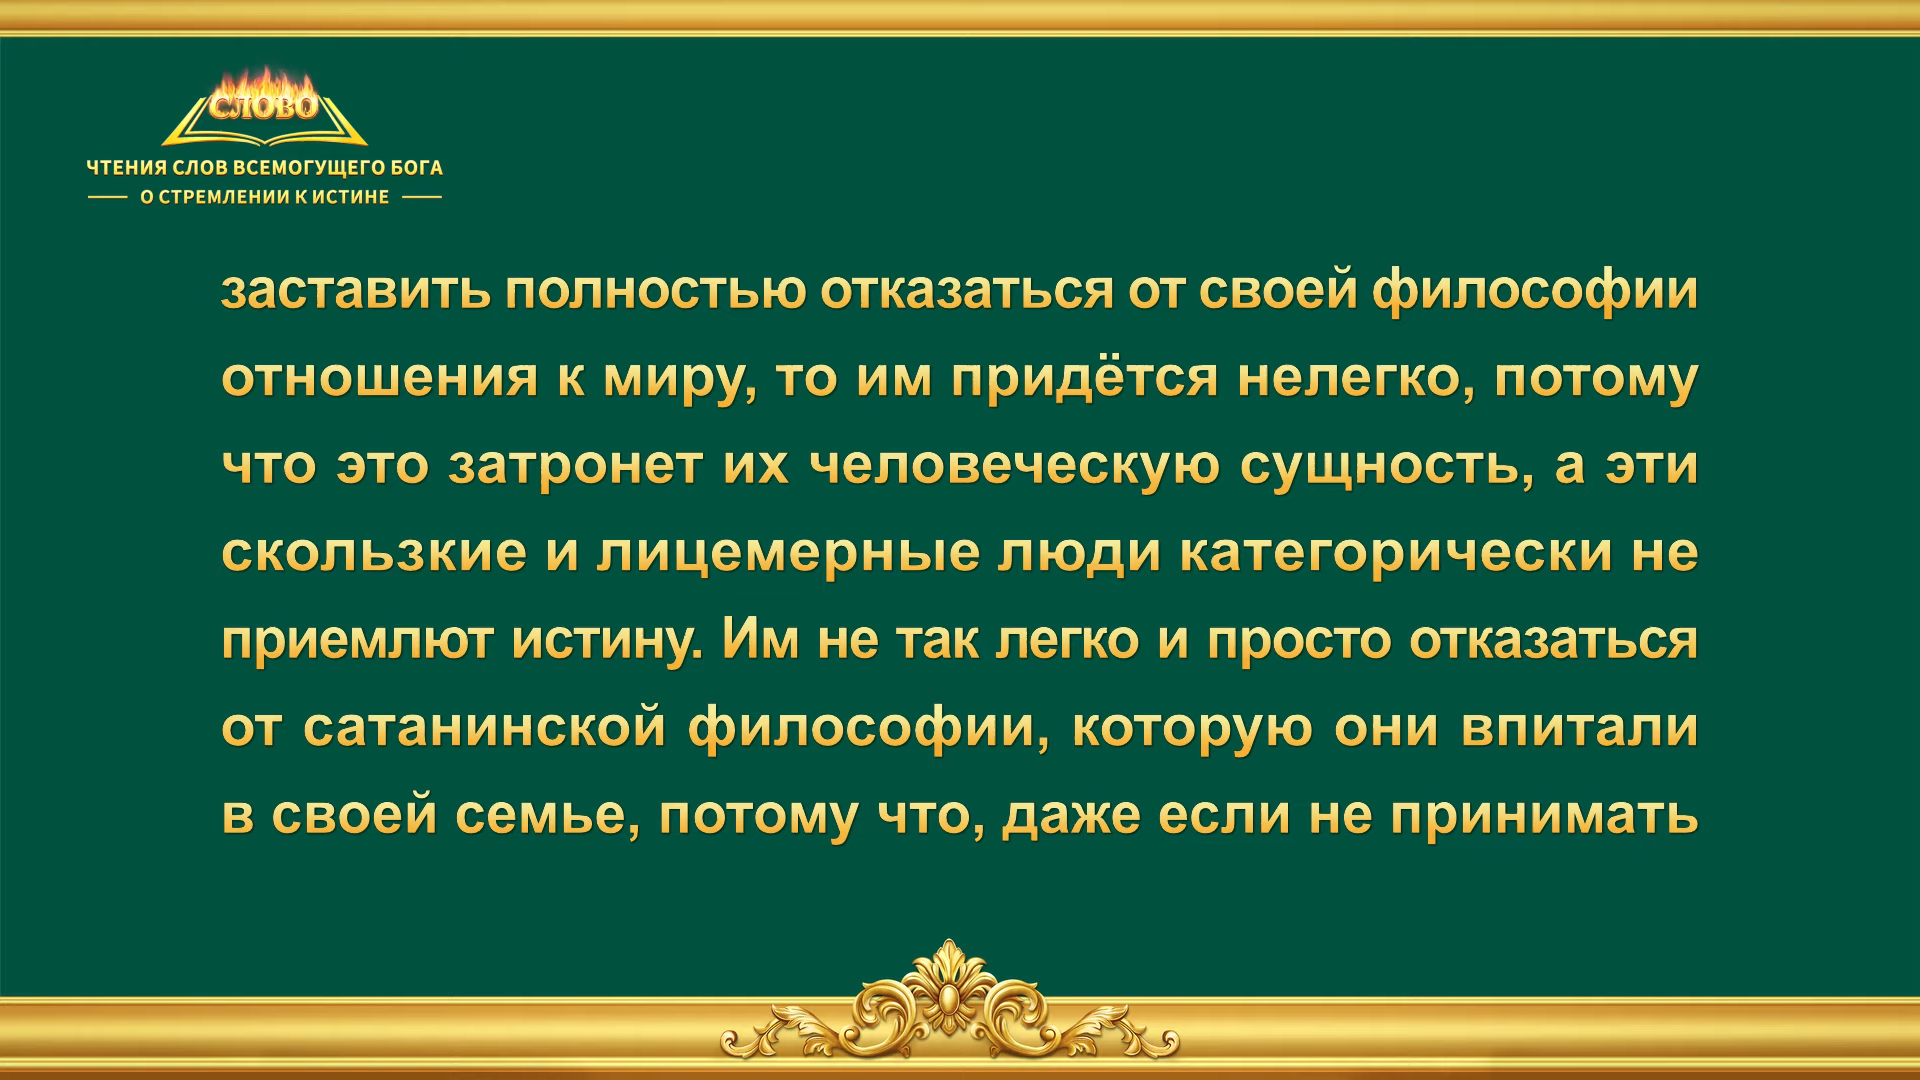 СЛОВО
ЧТЕНИЯ СЛОВ ВСЕМОГУЩЕГО БОГА
О СТРЕМЛЕНИИ К ИСТИНЕ
заставить полностью отказаться от своей философии
отношения к миру, то им придётся нелегко, потому
что это затронет их человеческую сущность, а эти
скользкие и лицемерные люди категорически не
приемлют истину. Им не так легко и просто отказаться
от сатанинской философии, которую они впитали
в своей семье, потому что, даже если не принимать